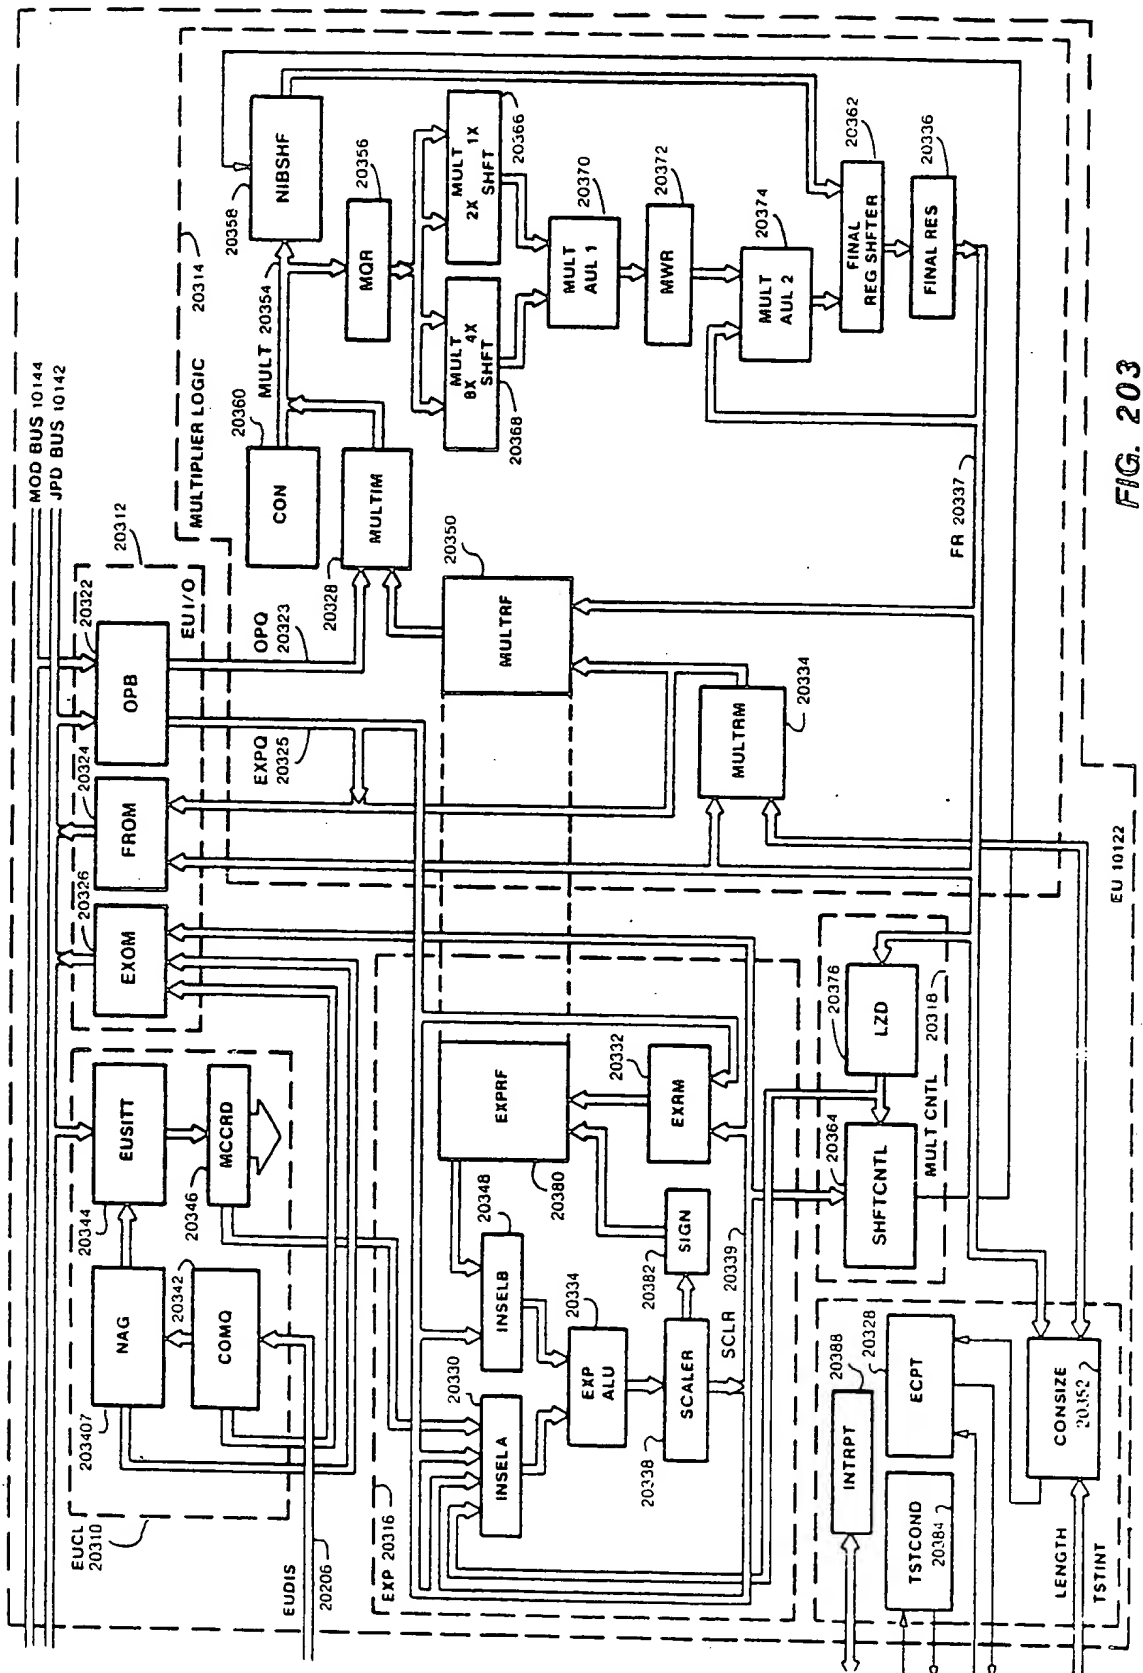 MOD BUS 10144
JPD BUS 10142
EUCL
20310
NAG
203407
EUSITT
20344
COMQ
20342
MCCRD
20346
EUDIS
20206
EXOM
20326
FROM
20324
OPB
20322
20312
EU I/O
EXPQ
20325
OPQ
20323
MULTIPLIER LOGIC
20314
CON
20360
MULT 20354
NIBSHF
20358
MULTIM
20328
MQR
20356
MULT
8X 4X
SHFT
20368
MULT
2X 1X
SHFT
20366
MULT
AUL 1
20370
MWR
20372
MULT
AUL 2
20374
FINAL
REG SHFTER
20362
FINAL RES
20336
FR 20337
MULTRF
20350
MULTRM
20334
EXP 20316
INSELA
20330
INSELB
20348
EXPRF
20380
EXRM
20332
EXP
ALU
20334
SCALER
20338
SIGN
20382
SCLR
20339
SHFTCNTL
20364
LZD
20376
MULT CNTL
20318
INTRPT
20388
TSTCOND
20384
ECPT
20328
CONSIZE
20352
LENGTH
TSTINT
EU 10122
FIG. 203